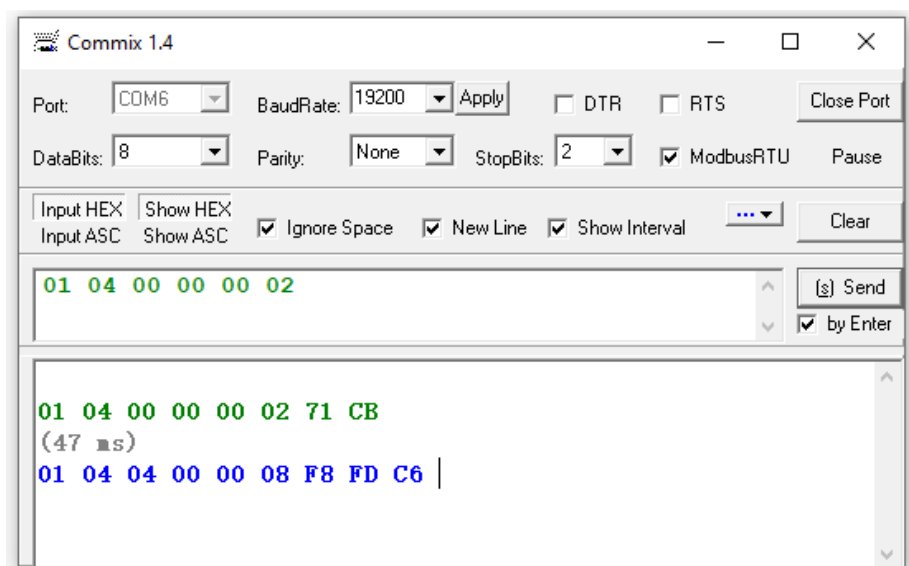 Commix 1.4
Port: COM6 BaudRate: 19200 Apply DTR RTS Close Port
DataBits: 8 Parity: None StopBits: 2 ModbusRTU Pause
Input HEX Show HEX
Input ASC Show ASC Ignore Space New Line Show Interval ... Clear
01 04 00 00 00 02 (s) Send
by Enter
01 04 00 00 00 02 71 CB
(47 ms)
01 04 04 00 00 08 F8 FD C6